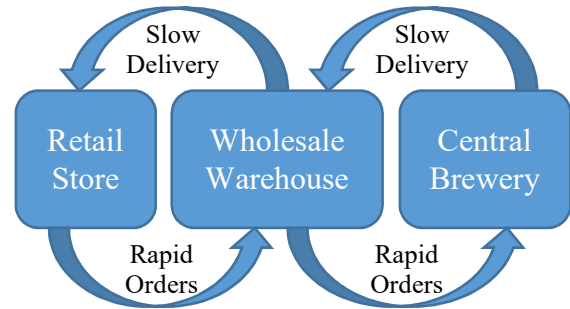 Slow
Delivery
Slow
Delivery
Retail
Store
Wholesale
Warehouse
Central
Brewery
Rapid
Orders
Rapid
Orders